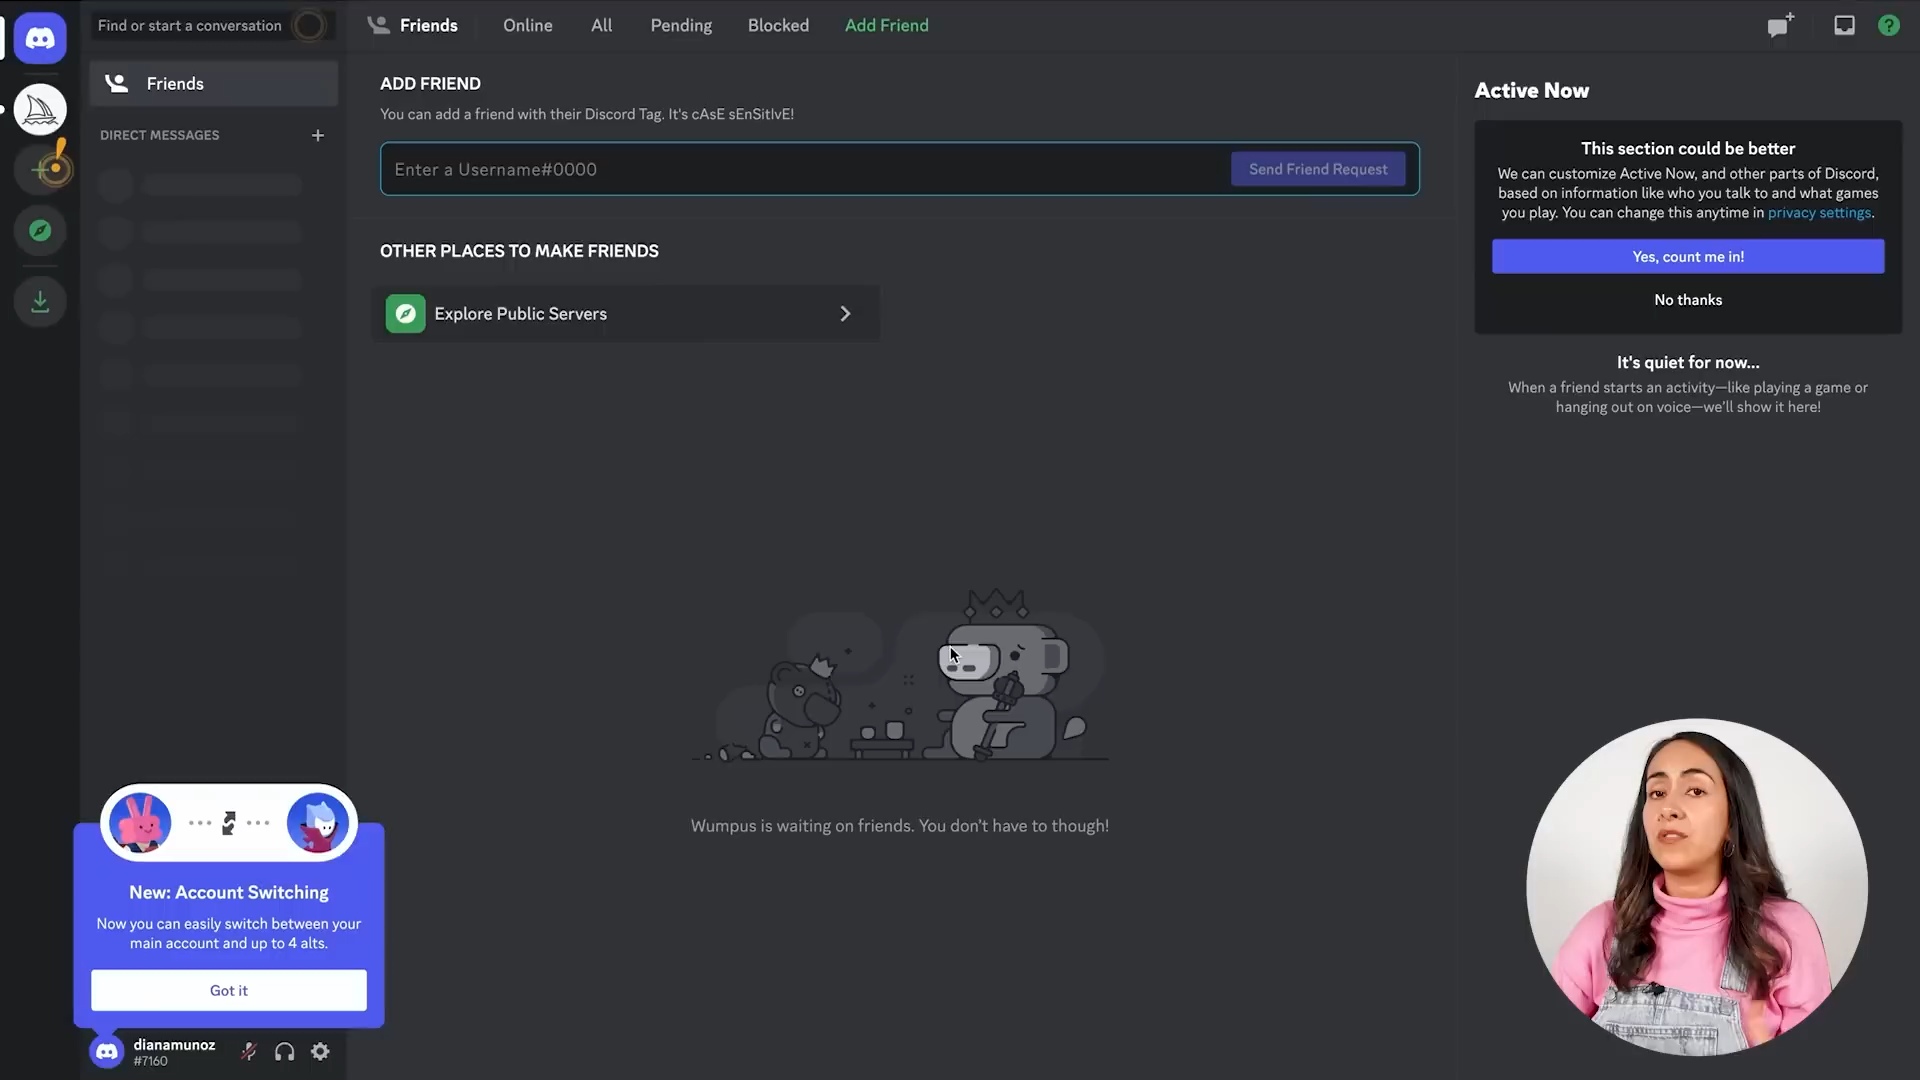 Find or start a conversation
Friends
Online
All
Pending
Blocked
Add Friend
Friends
DIRECT MESSAGES
ADD FRIEND
You can add a friend with their Discord Tag. It's cAsE sEnSitIvE!
Enter a Username#0000
Send Friend Request
OTHER PLACES TO MAKE FRIENDS
Explore Public Servers
Wumpus is waiting on friends. You don't have to though!
Active Now
This section could be better
We can customize Active Now, and other parts of Discord,
based on information like who you talk to and what games
you play. You can change this anytime in privacy settings.
Yes, count me in!
No thanks
It's quiet for now...
When a friend starts an activity—like playing a game or
hanging out on voice—we'll show it here!
New: Account Switching
Now you can easily switch between your
main account and up to 4 alts.
Got it
dianamunoz
#7160